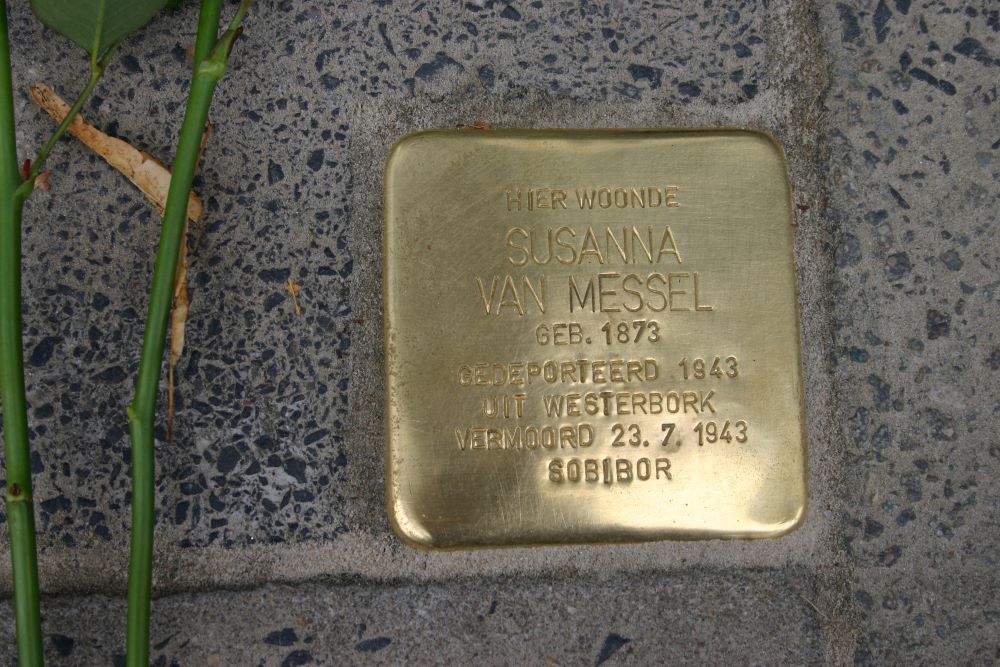 HIER WOONDE
SUSANNA
VAN MESSEL
GEB. 1873
GEDEPORTEERD 1943
UIT WESTERBORK
VERMOORD 23. 7. 1943
SOBIBOR